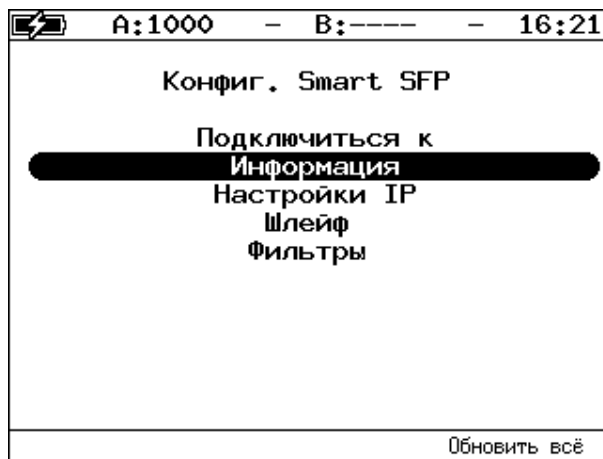 A:1000 – B:---- – 16:21
Конфиг. Smart SFP
Подключиться к
Информация
Настройки IP
Шлейф
Фильтры
Обновить всё